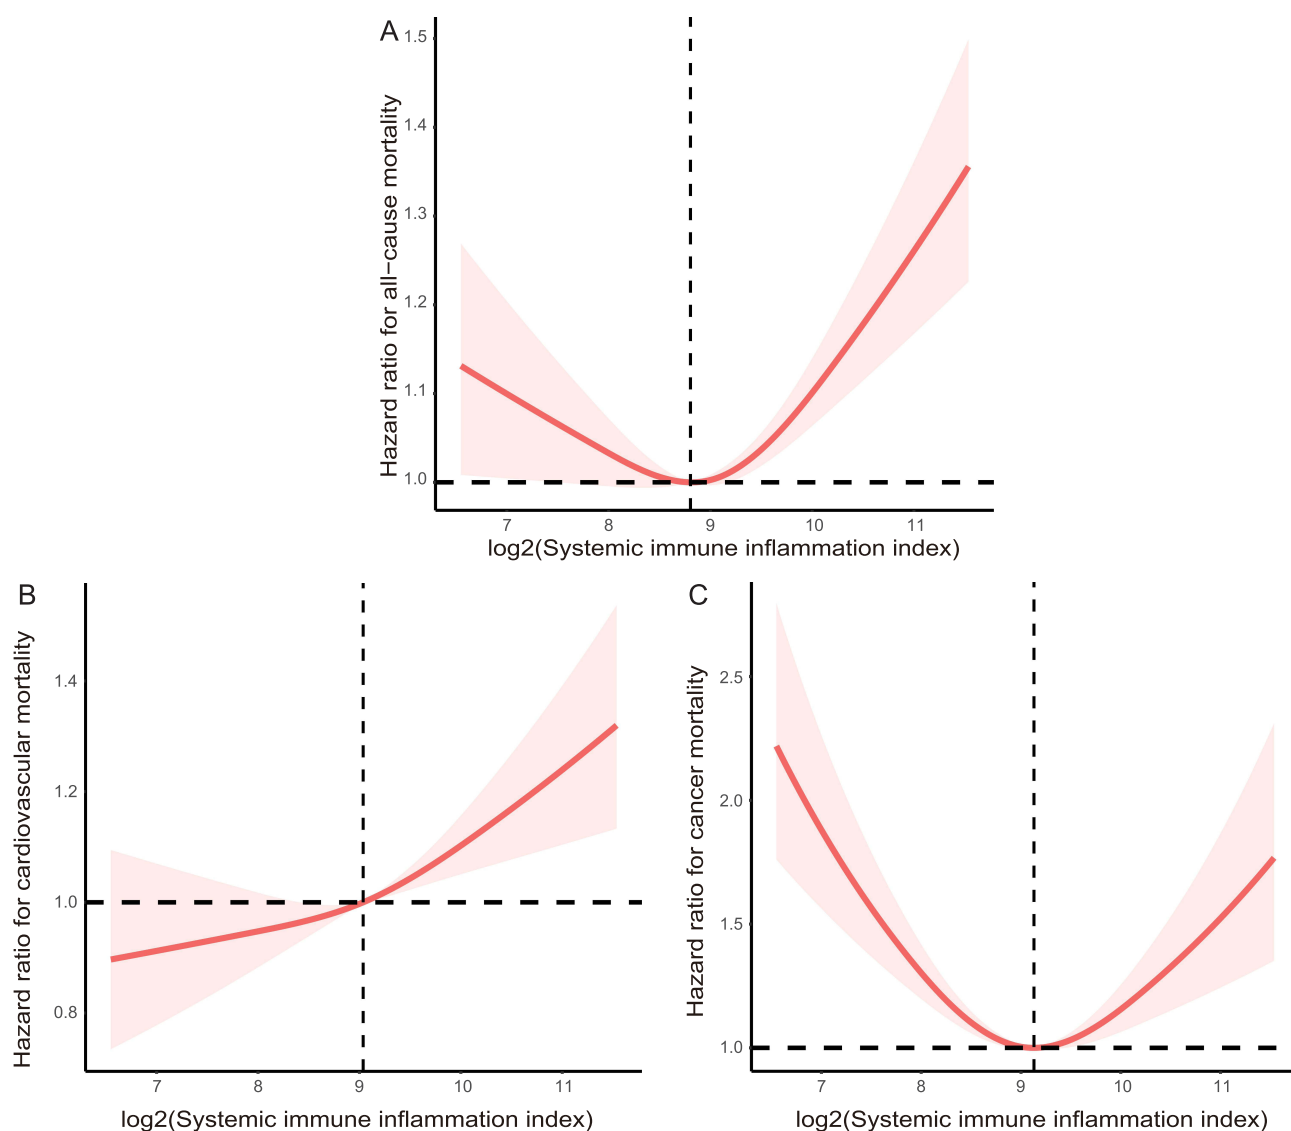 A
Hazard ratio for all−cause mortality
1.5
1.4
1.3
1.2
1.1
1.0
7 8 9 10 11
log2(Systemic immune inflammation index)
B
Hazard ratio for cardiovascular mortality
1.4
1.2
1.0
0.8
7 8 9 10 11
log2(Systemic immune inflammation index)
C
Hazard ratio for cancer mortality
2.5
2.0
1.5
1.0
7 8 9 10 11
log2(Systemic immune inflammation index)